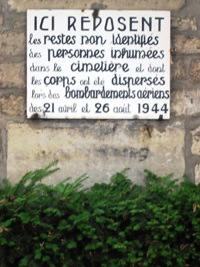 ICI REPOSENT
les restes non identifiés
des personnes inhumées
dans le cimetière et dont
les corps ont été dispersés
lors des bombardements aériens
des 21 avril et 26 août 1944